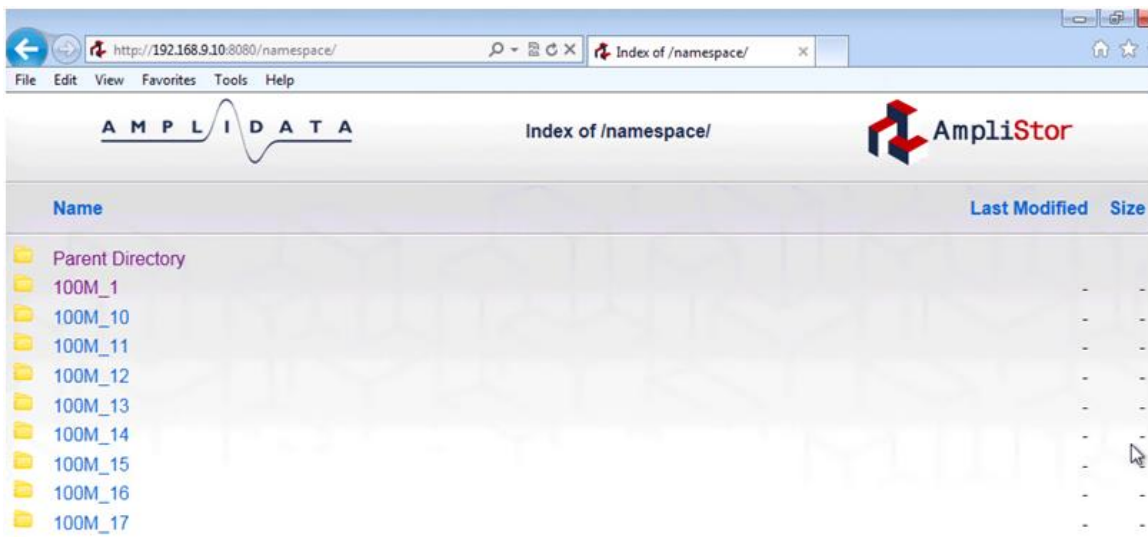 http://192.168.9.10:8080/namespace/
Index of /namespace/
File Edit View Favorites Tools Help
AMPLIDATA
Index of /namespace/
AmpliStor
Name Last Modified Size
Parent Directory
100M_1 - -
100M_10 - -
100M_11 - -
100M_12 - -
100M_13 - -
100M_14 - -
100M_15 - -
100M_16 - -
100M_17 - -